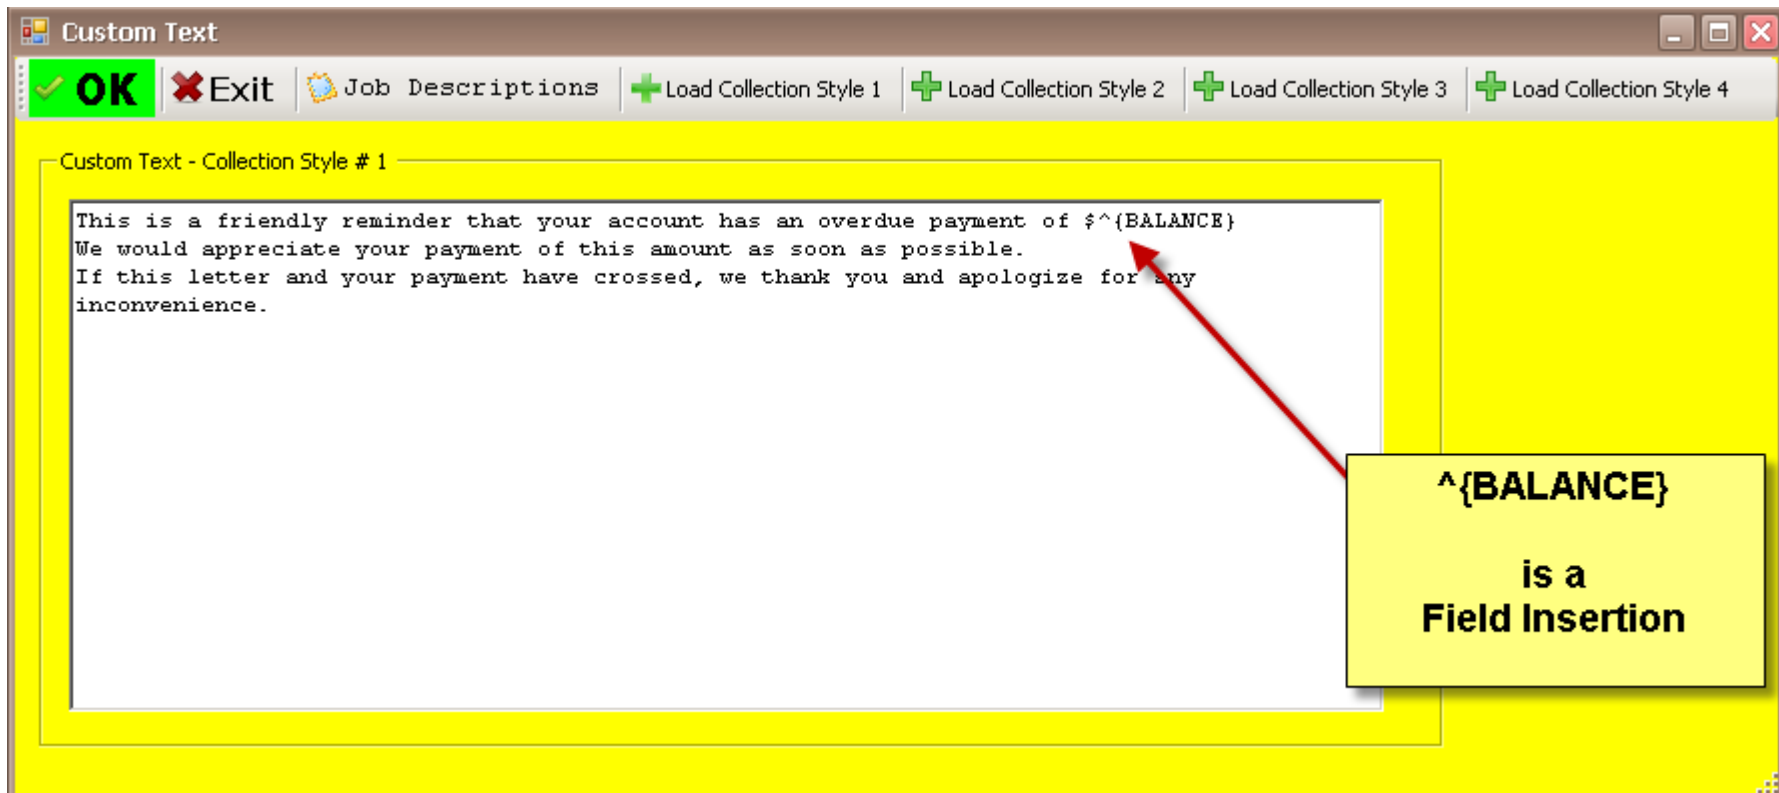 Custom Text
OK Exit Job Descriptions Load Collection Style 1 Load Collection Style 2 Load Collection Style 3 Load Collection Style 4
Custom Text - Collection Style # 1
This is a friendly reminder that your account has an overdue payment of $^{BALANCE}
We would appreciate your payment of this amount as soon as possible.
If this letter and your payment have crossed, we thank you and apologize for any
inconvenience.
^{BALANCE}
is a
Field Insertion